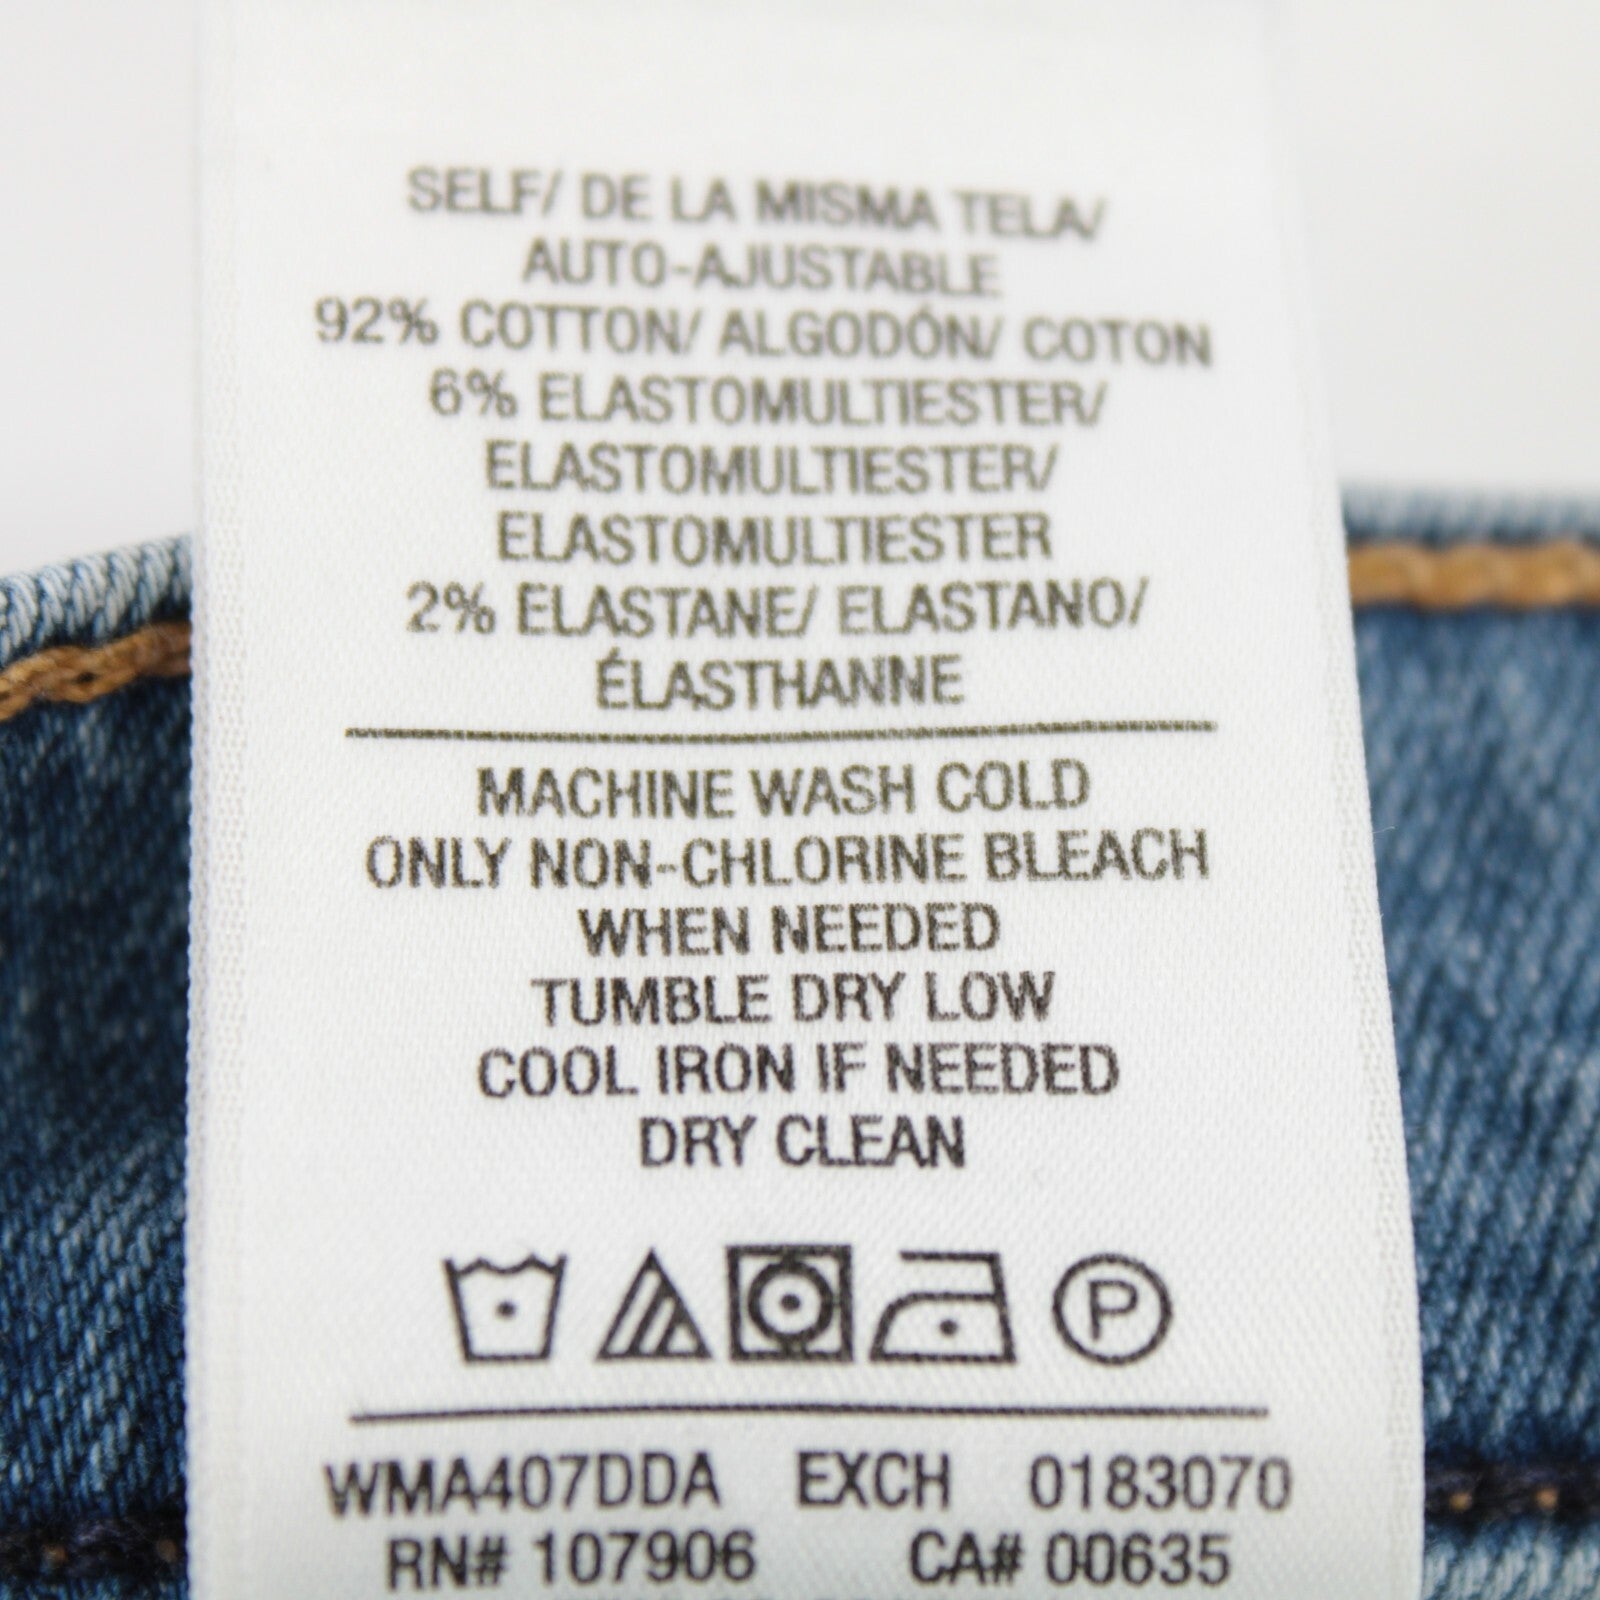 SELF/ DE LA MISMA TELA/
AUTO-AJUSTABLE
92% COTTON/ ALGODÓN/ COTON
6% ELASTOMULTIESTER/
ELASTOMULTIESTER/
ELASTOMULTIESTER
2% ELASTANE/ ELASTANO/
ÉLASTHANNE
MACHINE WASH COLD
ONLY NON-CHLORINE BLEACH
WHEN NEEDED
TUMBLE DRY LOW
COOL IRON IF NEEDED
DRY CLEAN
P
WMA407DDA EXCH 0183070
RN# 107906 CA# 00635